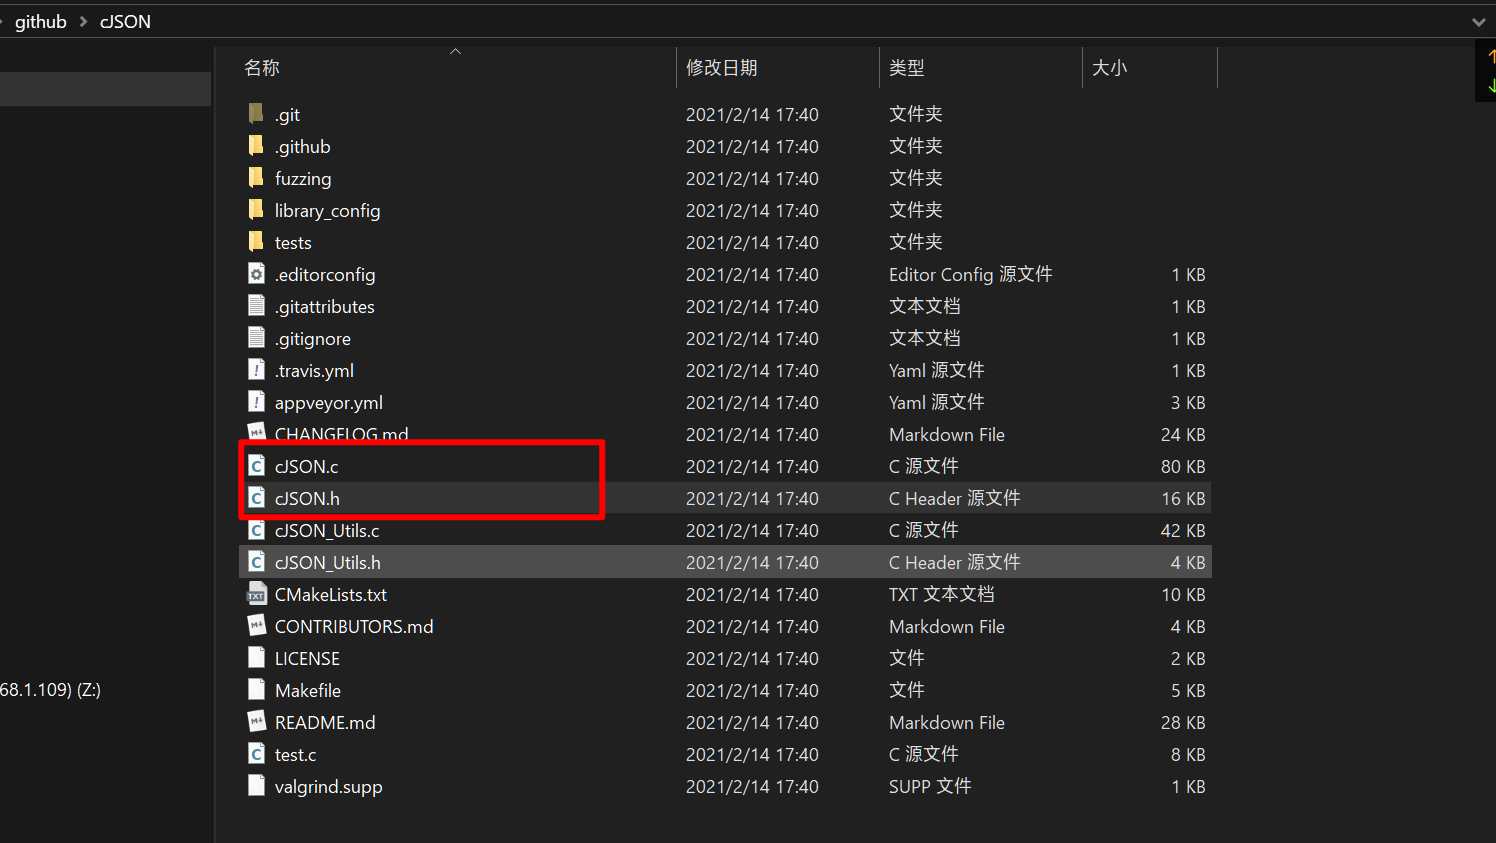 github > cJSON
名称 修改日期 类型 大小
.git 2021/2/14 17:40 文件夹
.github 2021/2/14 17:40 文件夹
fuzzing 2021/2/14 17:40 文件夹
library_config 2021/2/14 17:40 文件夹
tests 2021/2/14 17:40 文件夹
.editorconfig 2021/2/14 17:40 Editor Config 源文件 1 KB
.gitattributes 2021/2/14 17:40 文本文档 1 KB
.gitignore 2021/2/14 17:40 文本文档 1 KB
.travis.yml 2021/2/14 17:40 Yaml 源文件 1 KB
appveyor.yml 2021/2/14 17:40 Yaml 源文件 3 KB
CHANGELOG.md 2021/2/14 17:40 Markdown File 24 KB
cJSON.c 2021/2/14 17:40 C 源文件 80 KB
cJSON.h 2021/2/14 17:40 C Header 源文件 16 KB
cJSON_Utils.c 2021/2/14 17:40 C 源文件 42 KB
cJSON_Utils.h 2021/2/14 17:40 C Header 源文件 4 KB
CMakeLists.txt 2021/2/14 17:40 TXT 文本文档 10 KB
CONTRIBUTORS.md 2021/2/14 17:40 Markdown File 4 KB
LICENSE 2021/2/14 17:40 文件 2 KB
68.1.109) (Z:)
Makefile 2021/2/14 17:40 文件 5 KB
README.md 2021/2/14 17:40 Markdown File 28 KB
test.c 2021/2/14 17:40 C 源文件 8 KB
valgrind.supp 2021/2/14 17:40 SUPP 文件 1 KB